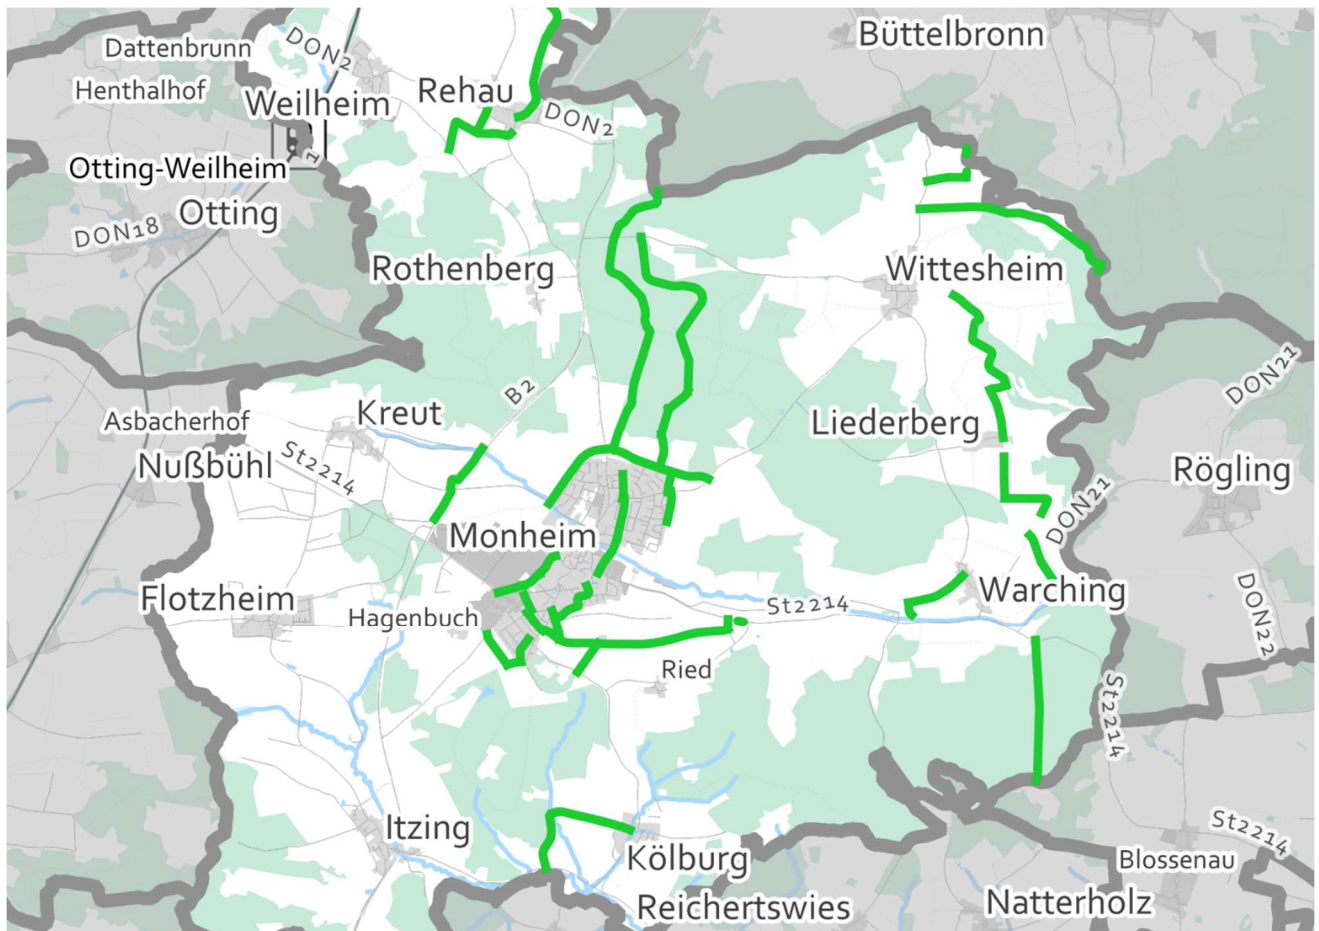 Büttelbronn
DON2
Dattenbrunn
Henthalhof
Rehau
Weilheim
DON2
Otting-Weilheim
Otting
DON18
Rothenberg
Wittesheim
DON21
B2
Kreut
Asbacherhof
Liederberg
Nußbühl
St2214
Rögling
DON21
Monheim
Flotzheim
Hagenbuch
St2214
Warching
DON22
Ried
St2214
Itzing
St2214
Kölburg
Blossenau
Reichertswies
Natterholz